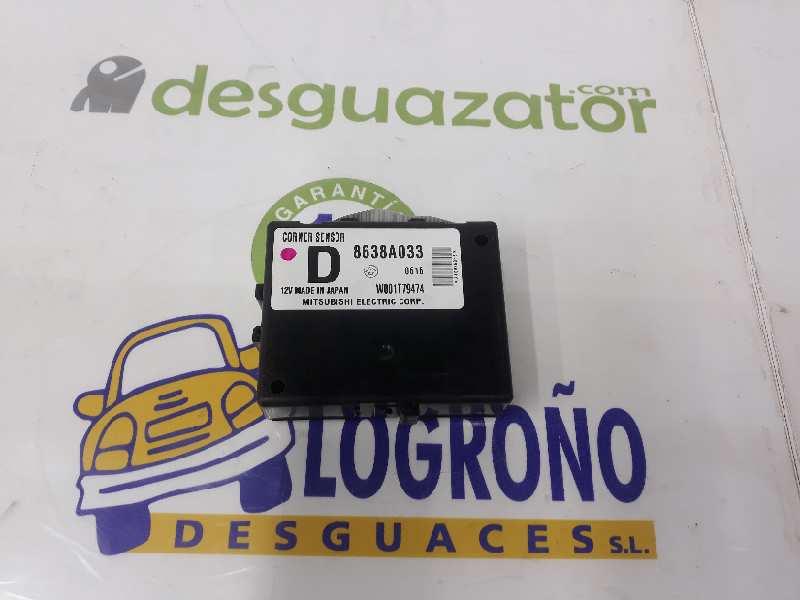 desguazator.com
GARANTÍ
CORNER SENSOR
D
8638A033
0616
12V MADE IN JAPAN
W001T79474
MITSUBISHI ELECTRIC CORP.
LOGROÑO
DESGUACES S.L.